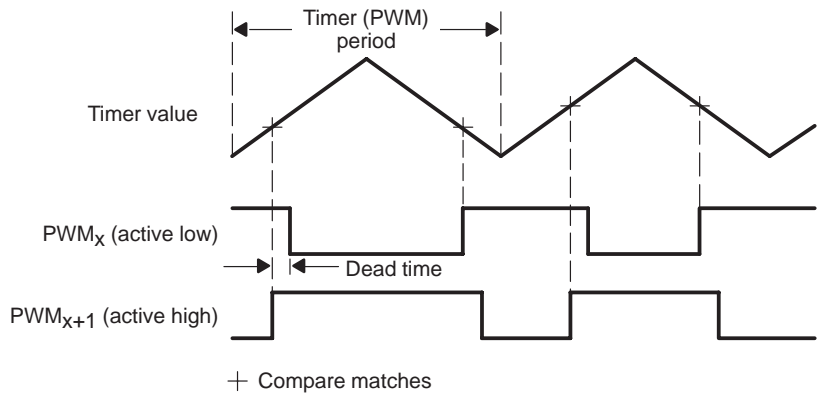 Timer (PWM)
period
Timer value
PWMx (active low)
Dead time
PWMx+1 (active high)
Compare matches